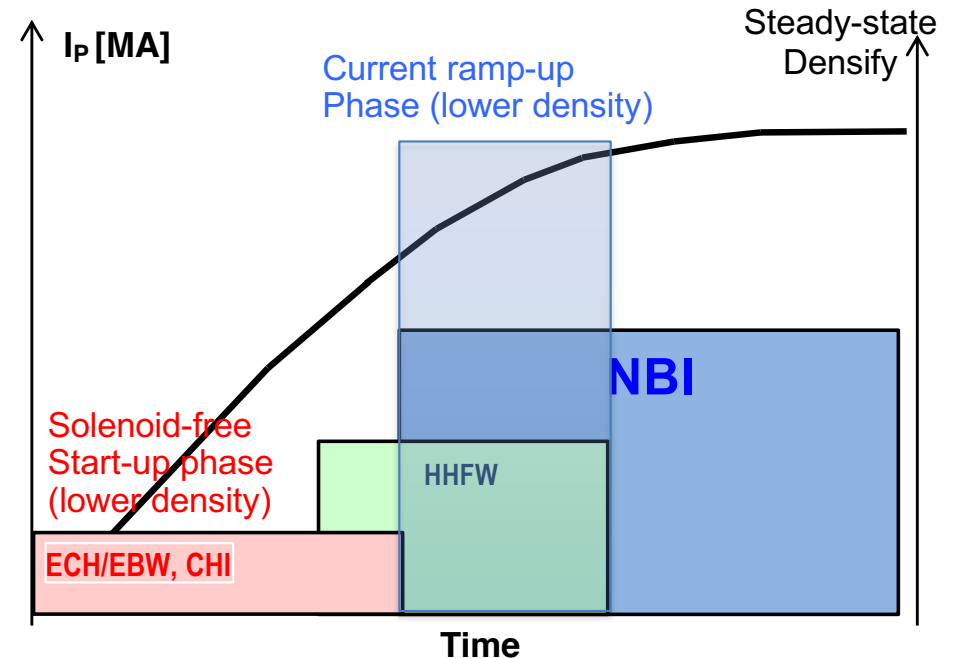 I_P [MA]
Steady-state
Densify
Current ramp-up
Phase (lower density)
NBI
Solenoid-free
Start-up phase
(lower density)
HHFW
ECH/EBW, CHI
Time